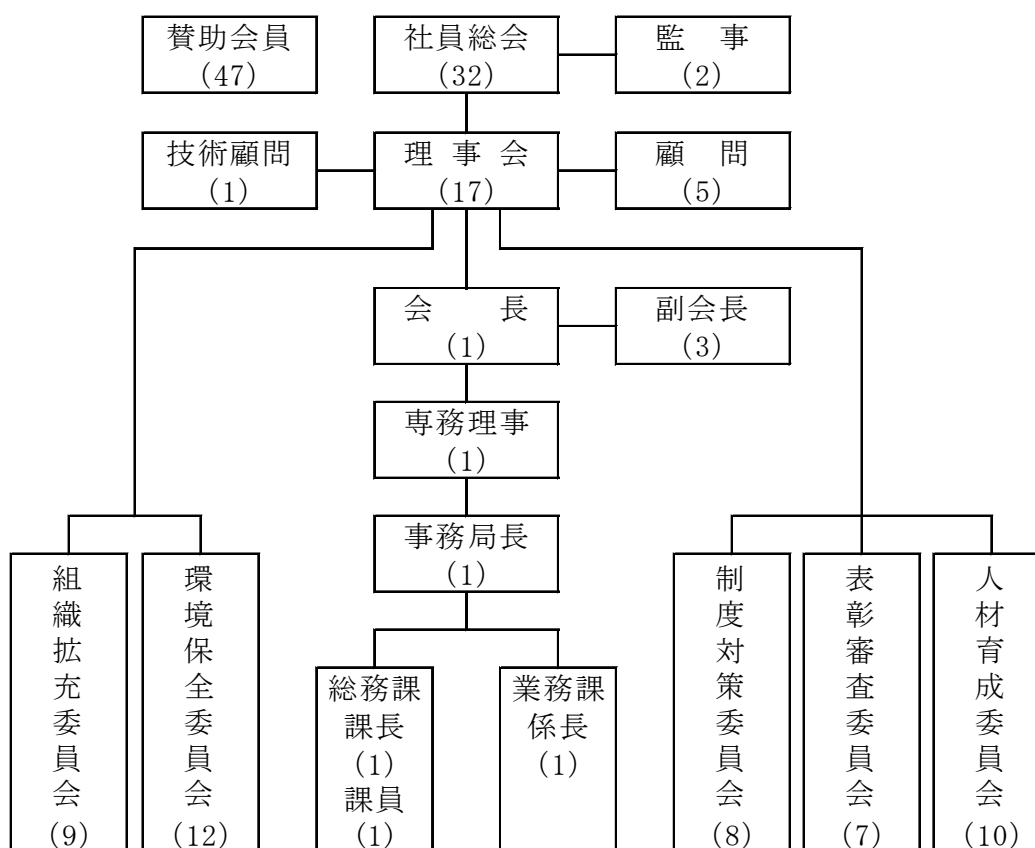 賛助会員
(47)
社員総会
(32)
監　事
(2)
技術顧問
(1)
理 事 会
(17)
顧　問
(5)
会　　長
(1)
副会長
(3)
専務理事
(1)
事務局長
(1)
組織拡充委員会
(9)
環境保全委員会
(12)
総務課
課長
(1)
課員
(1)
業務課
係長
(1)
制度対策委員会
(8)
表彰審査委員会
(7)
人材育成委員会
(10)